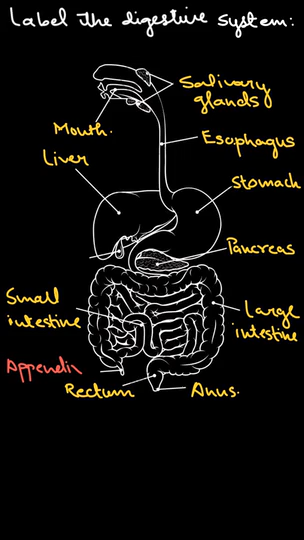 Label The digestive system:
Salivary
glands
Mouth.
Esophagus
Liver
Stomach
Pancreas
Small
intestine
Large
intestine
Appendix
Rectum
Anus.